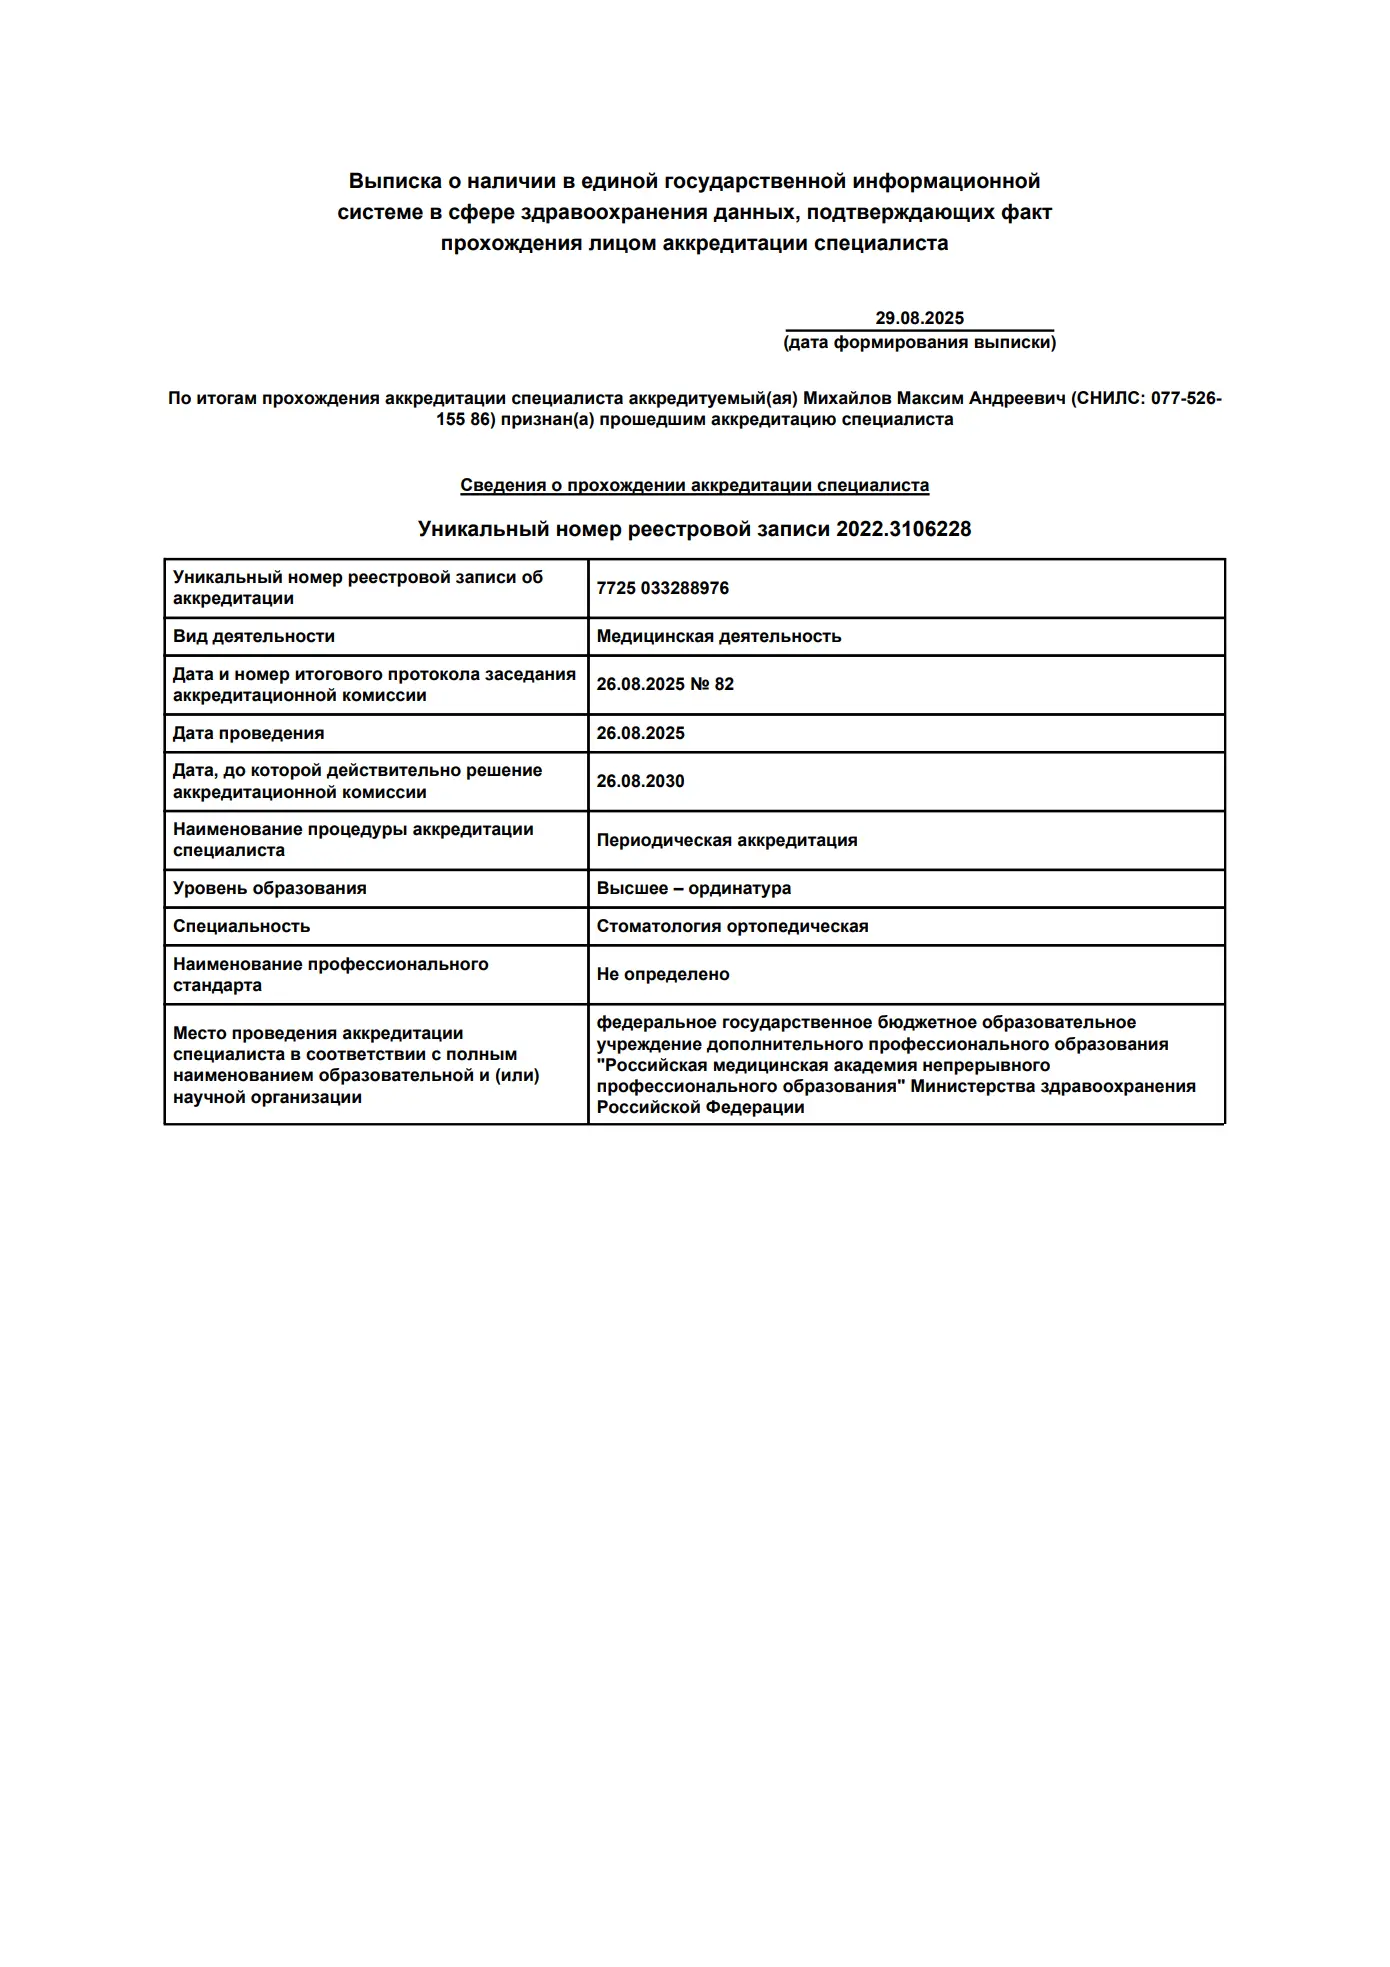 Выписка о наличии в единой государственной информационной
системе в сфере здравоохранения данных, подтверждающих факт
прохождения лицом аккредитации специалиста
29.08.2025
(дата формирования выписки)
По итогам прохождения аккредитации специалиста аккредитуемый(ая) Михайлов Максим Андреевич (СНИЛС: 077-526-
155 86) признан(а) прошедшим аккредитацию специалиста
Сведения о прохождении аккредитации специалиста
Уникальный номер реестровой записи 2022.3106228
Уникальный номер реестровой записи об
аккредитации
7725 033288976
Вид деятельности
Медицинская деятельность
Дата и номер итогового протокола заседания
аккредитационной комиссии
26.08.2025 № 82
Дата проведения
26.08.2025
Дата, до которой действительно решение
аккредитационной комиссии
26.08.2030
Наименование процедуры аккредитации
специалиста
Периодическая аккредитация
Уровень образования
Высшее – ординатура
Специальность
Стоматология ортопедическая
Наименование профессионального
стандарта
Не определено
Место проведения аккредитации
специалиста в соответствии с полным
наименованием образовательной и (или)
научной организации
федеральное государственное бюджетное образовательное
учреждение дополнительного профессионального образования
"Российская медицинская академия непрерывного
профессионального образования" Министерства здравоохранения
Российской Федерации